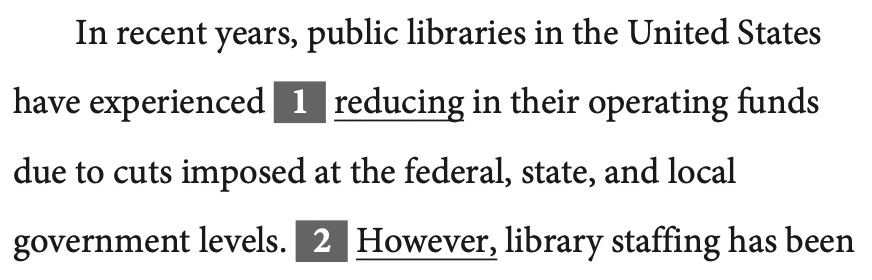 In recent years, public libraries in the United States
have experienced 1 reducing in their operating funds
due to cuts imposed at the federal, state, and local
government levels. 2 However, library staffing has been